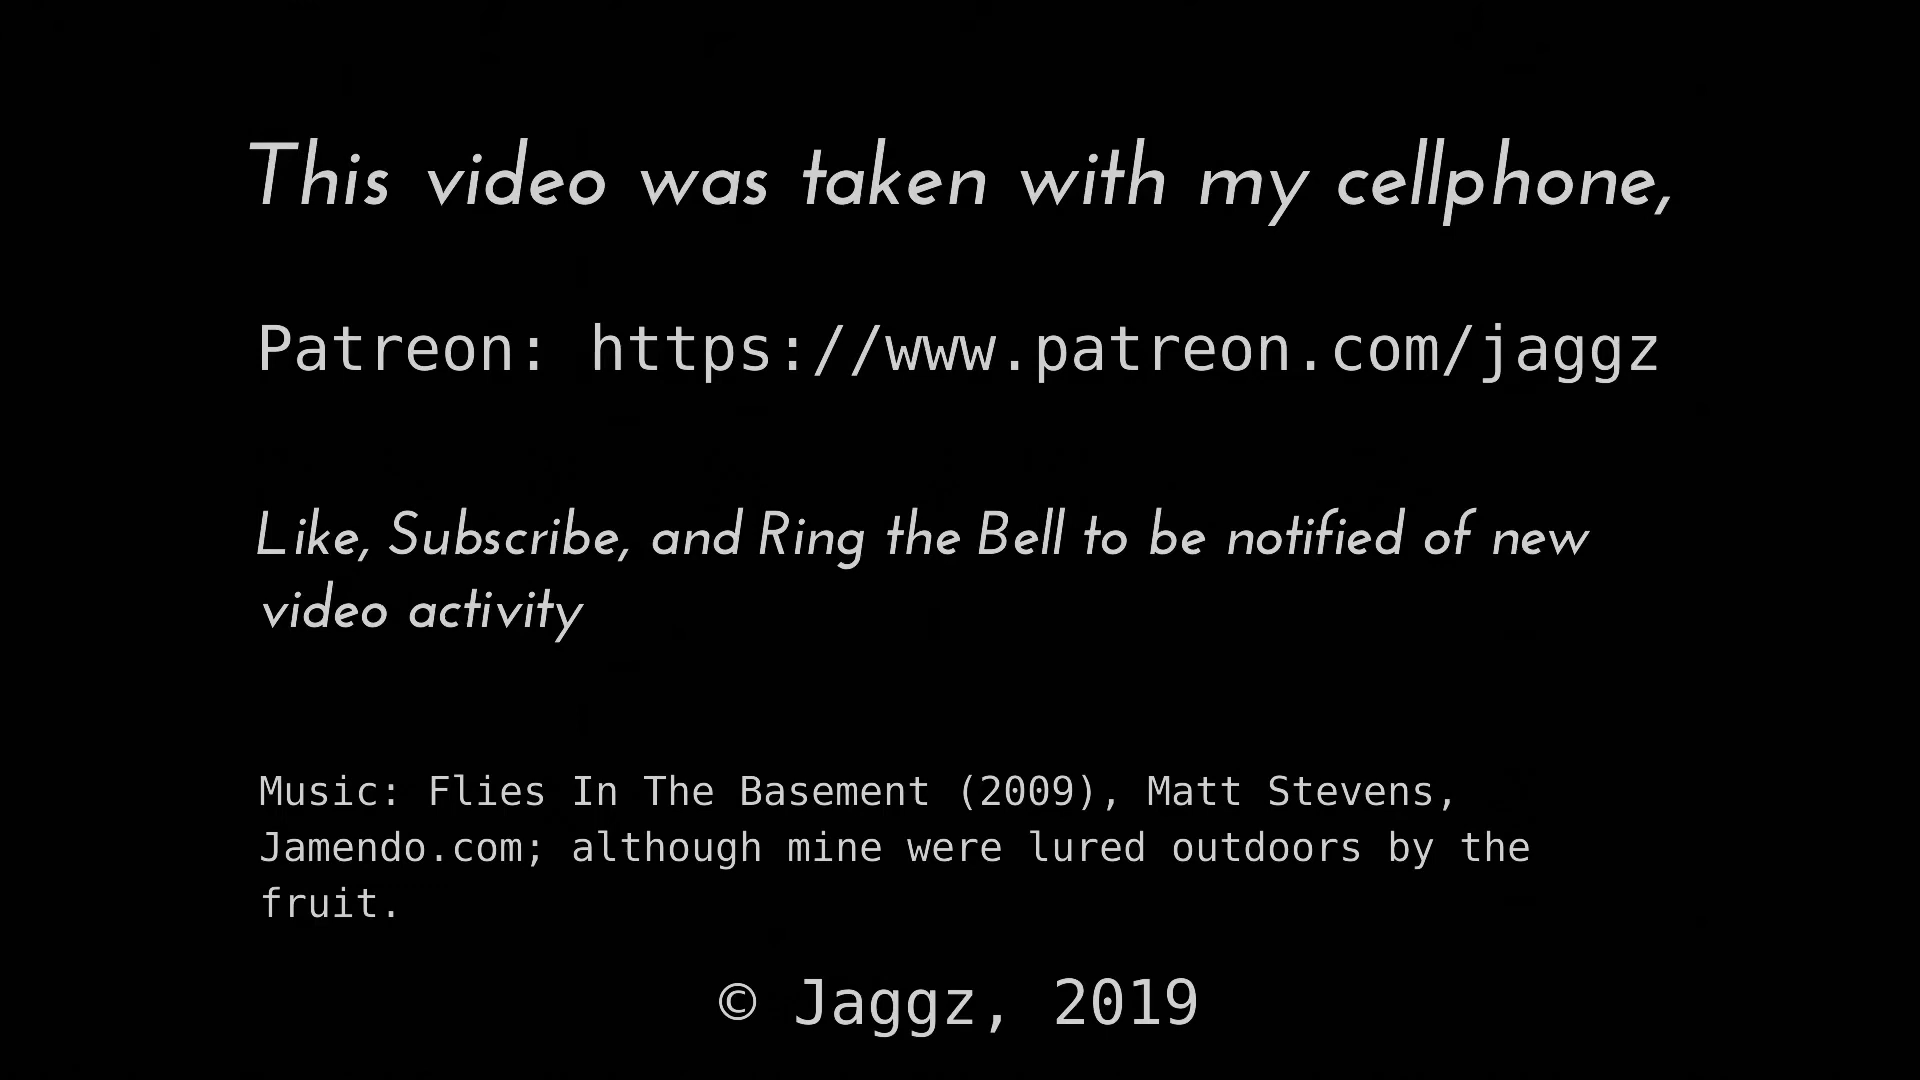 This video was taken with my cellphone,
Patreon: https://www.patreon.com/jaggz
Like, Subscribe, and Ring the Bell to be notified of new
video activity
Music: Flies In The Basement (2009), Matt Stevens,
Jamendo.com; although mine were lured outdoors by the
fruit.
© Jaggz, 2019